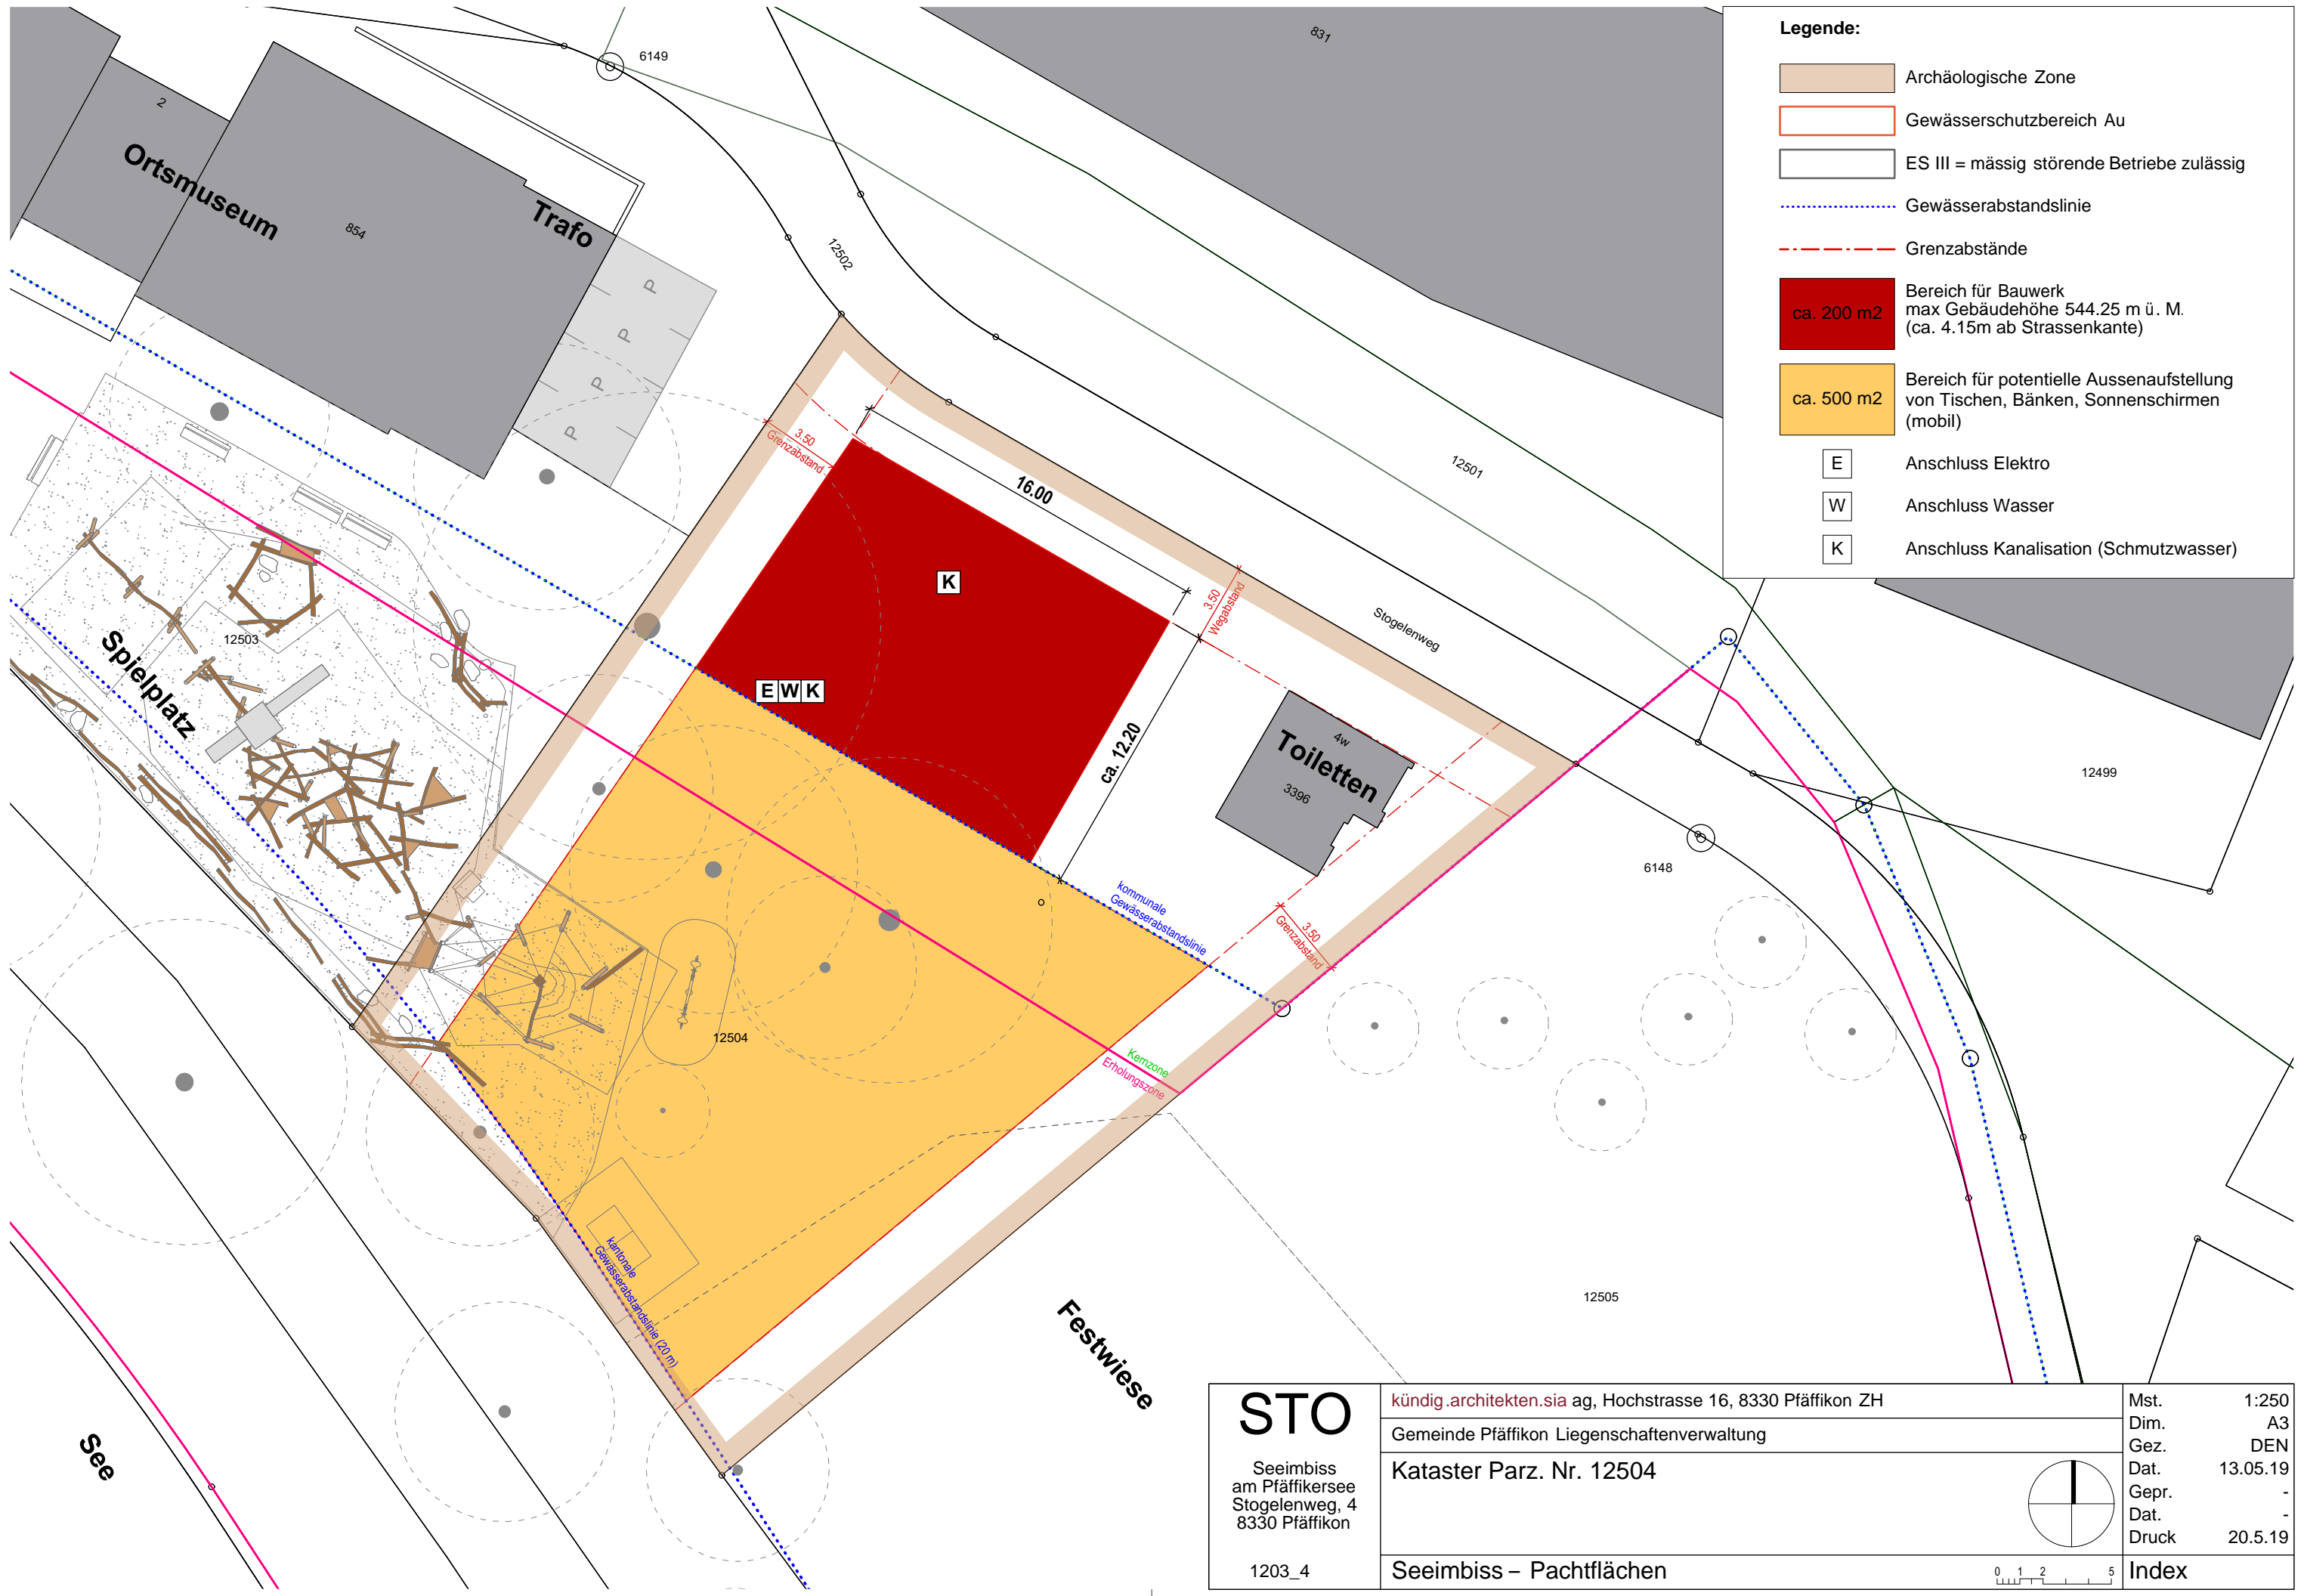 6149
831
2
Ortsmuseum
854
Trafo
12502
P
P
P
P
3.50
Grenzabstand
16.00
12501
K
3.50
Wegabstand
Stogelenweg
12503
Spielplatz
E W K
ca. 12.20
4w
Toiletten
3396
12499
6148
kommunale
Gewässerabstandslinie
3.50
Grenzabstand
12504
Kernzone
Erholungszone
kantonale
Gewässerabstandslinie (20 m)
12505
Festwiese
See
Legende:
Archäologische Zone
Gewässerschutzbereich Au
ES III = mässig störende Betriebe zulässig
Gewässerabstandslinie
Grenzabstände
ca. 200 m2
Bereich für Bauwerk
max Gebäudehöhe 544.25 m ü. M.
(ca. 4.15m ab Strassenkante)
ca. 500 m2
Bereich für potentielle Aussenaufstellung
von Tischen, Bänken, Sonnenschirmen
(mobil)
E Anschluss Elektro
W Anschluss Wasser
K Anschluss Kanalisation (Schmutzwasser)
STO
Seeimbiss
am Pfäffikersee
Stogelenweg, 4
8330 Pfäffikon
1203_4
kündig.architekten.sia ag, Hochstrasse 16, 8330 Pfäffikon ZH
Gemeinde Pfäffikon Liegenschaftenverwaltung
Kataster Parz. Nr. 12504
Seeimbiss – Pachtflächen
0 1 2 5
Mst. 1:250
Dim. A3
Gez. DEN
Dat. 13.05.19
Gepr. -
Dat. -
Druck 20.5.19
Index